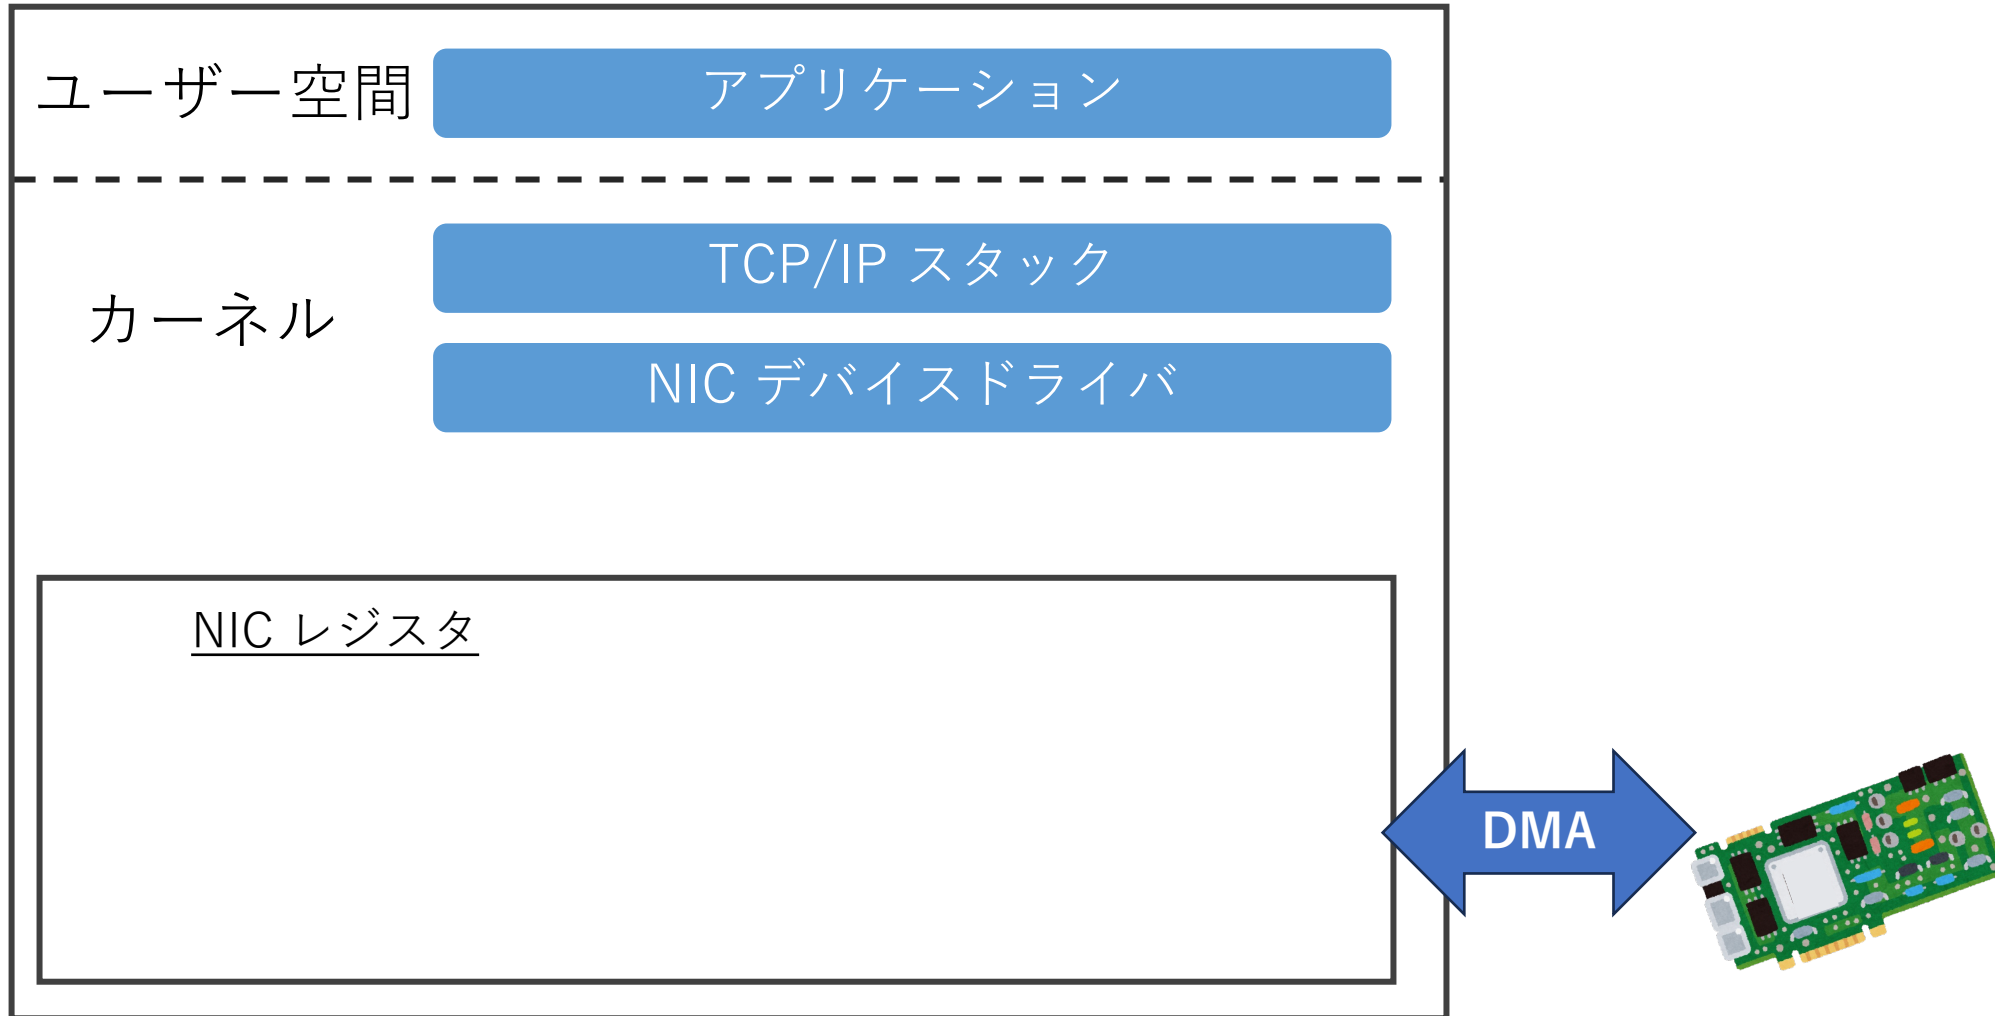 ユーザー空間
アプリケーション
カーネル
TCP/IP スタック
NIC デバイスドライバ
NIC レジスタ
DMA